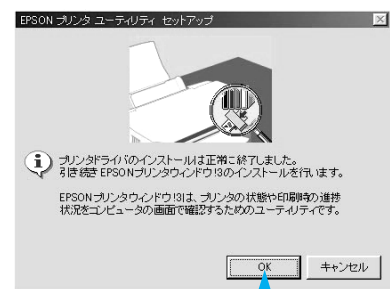 EPSON プリンタ ユーティリティ セットアップ
プリンタドライバのインストールは正常に終了しました。
引き続き EPSONプリンタウィンドウ!3のインストールを行います。
EPSONプリンタウィンドウ!3は、プリンタの状態や印刷時の進捗
状況をコンピュータの画面で確認するためのユーティリティです。
OK
キャンセル